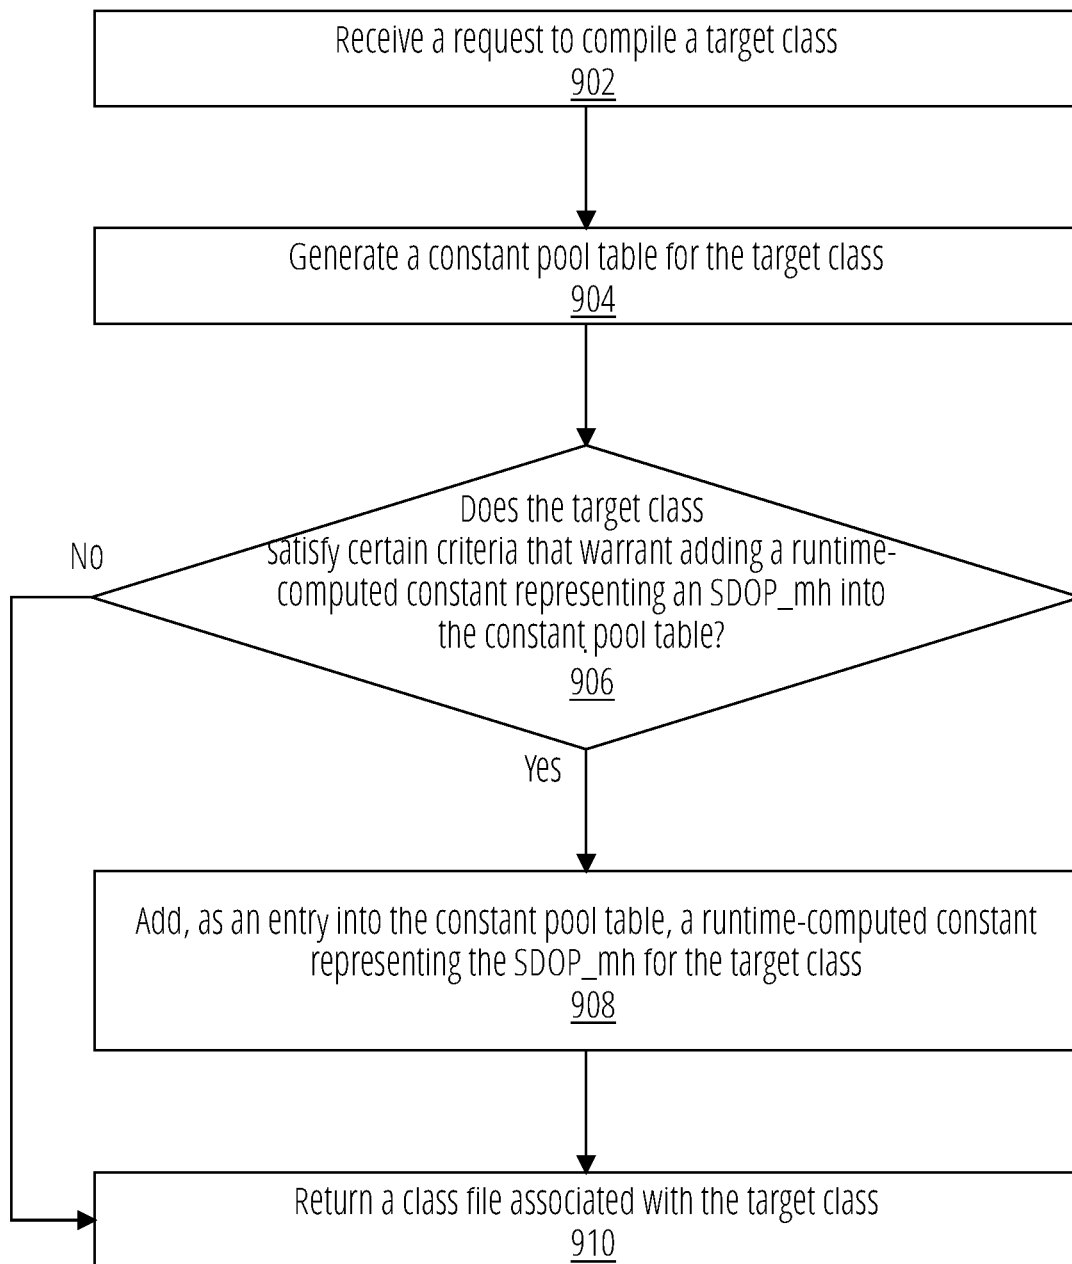 Receive a request to compile a target class
902
Generate a constant pool table for the target class
904
Does the target class
satisfy certain criteria that warrant adding a runtime-
computed constant representing an SDOP_mh into
the constant pool table?
906
No
Yes
Add, as an entry into the constant pool table, a runtime-computed constant
representing the SDOP_mh for the target class
908
Return a class file associated with the target class
910